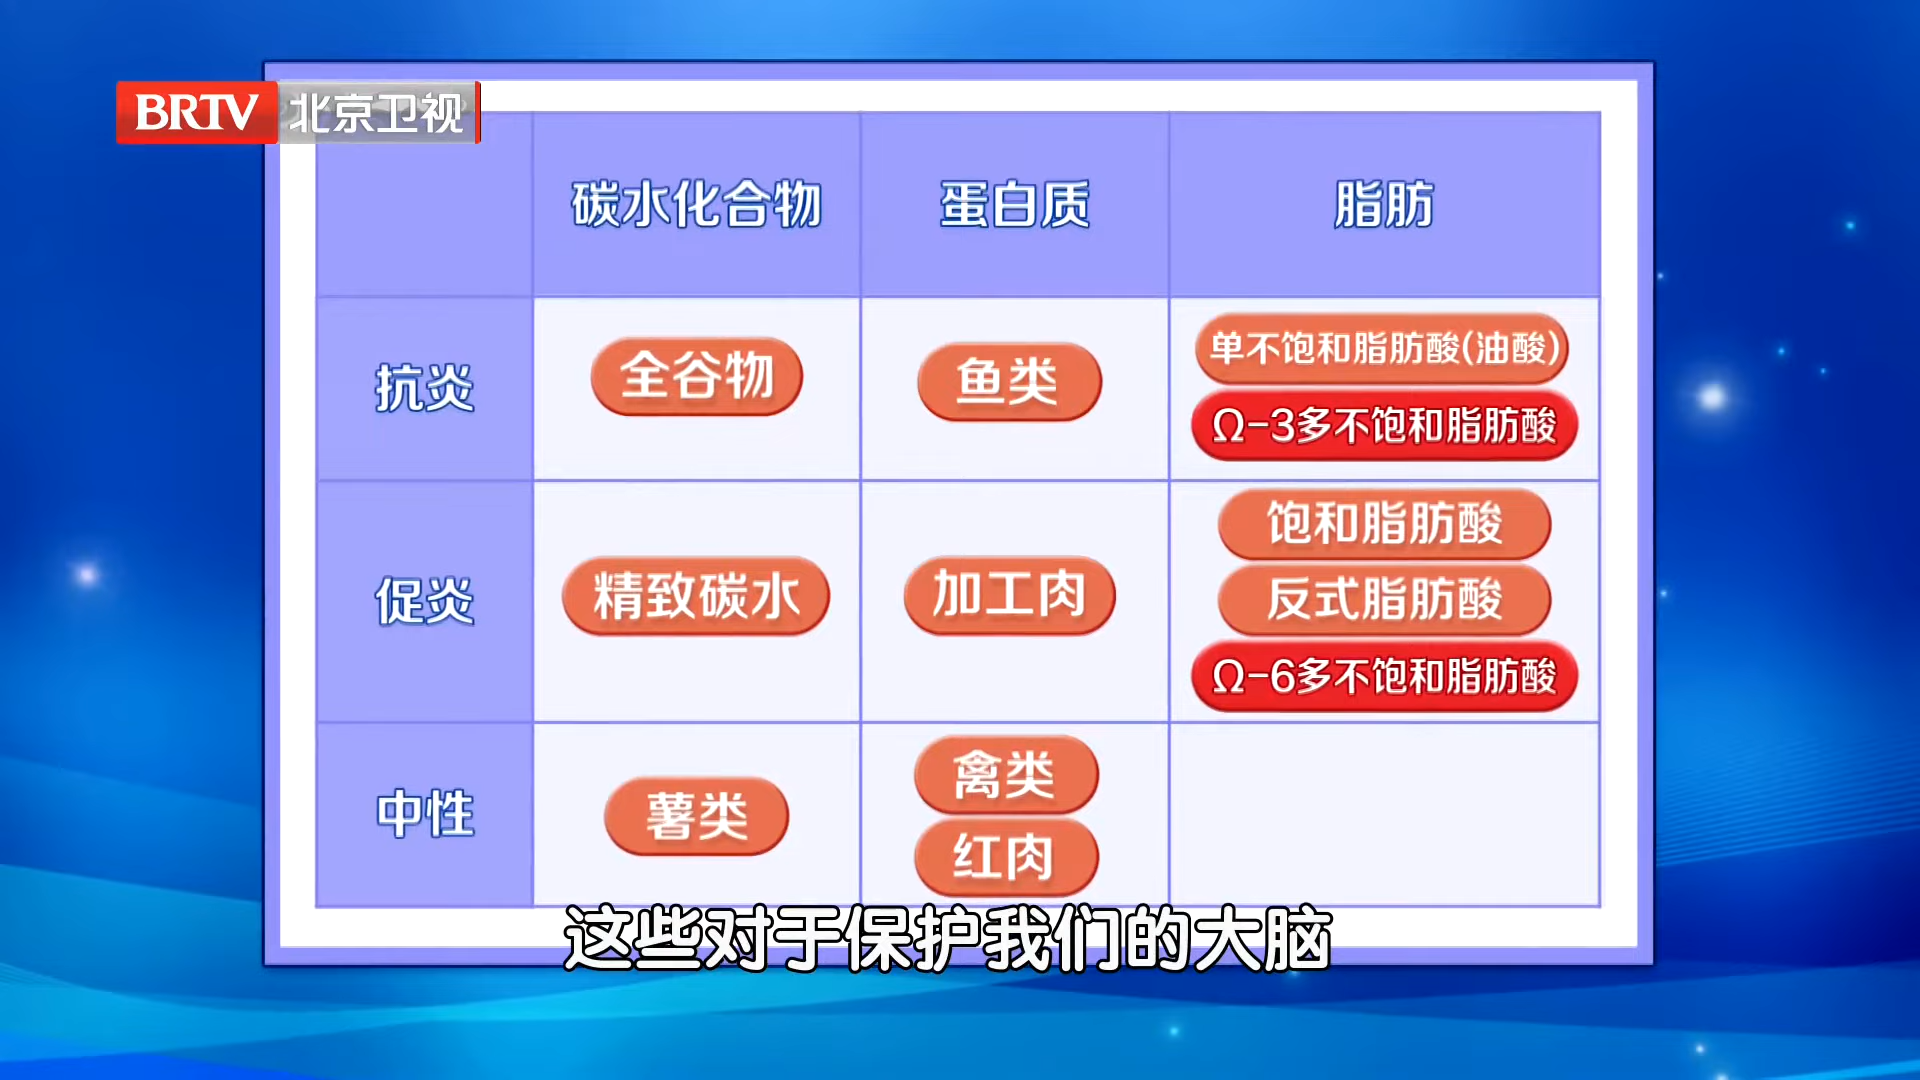 BRTV 北京卫视
碳水化合物 蛋白质 脂肪
抗炎 全谷物 鱼类 单不饱和脂肪酸(油酸)
Ω-3多不饱和脂肪酸
促炎 精致碳水 加工肉 饱和脂肪酸
反式脂肪酸
Ω-6多不饱和脂肪酸
中性 薯类 禽类
红肉
这些对于保护我们的大脑